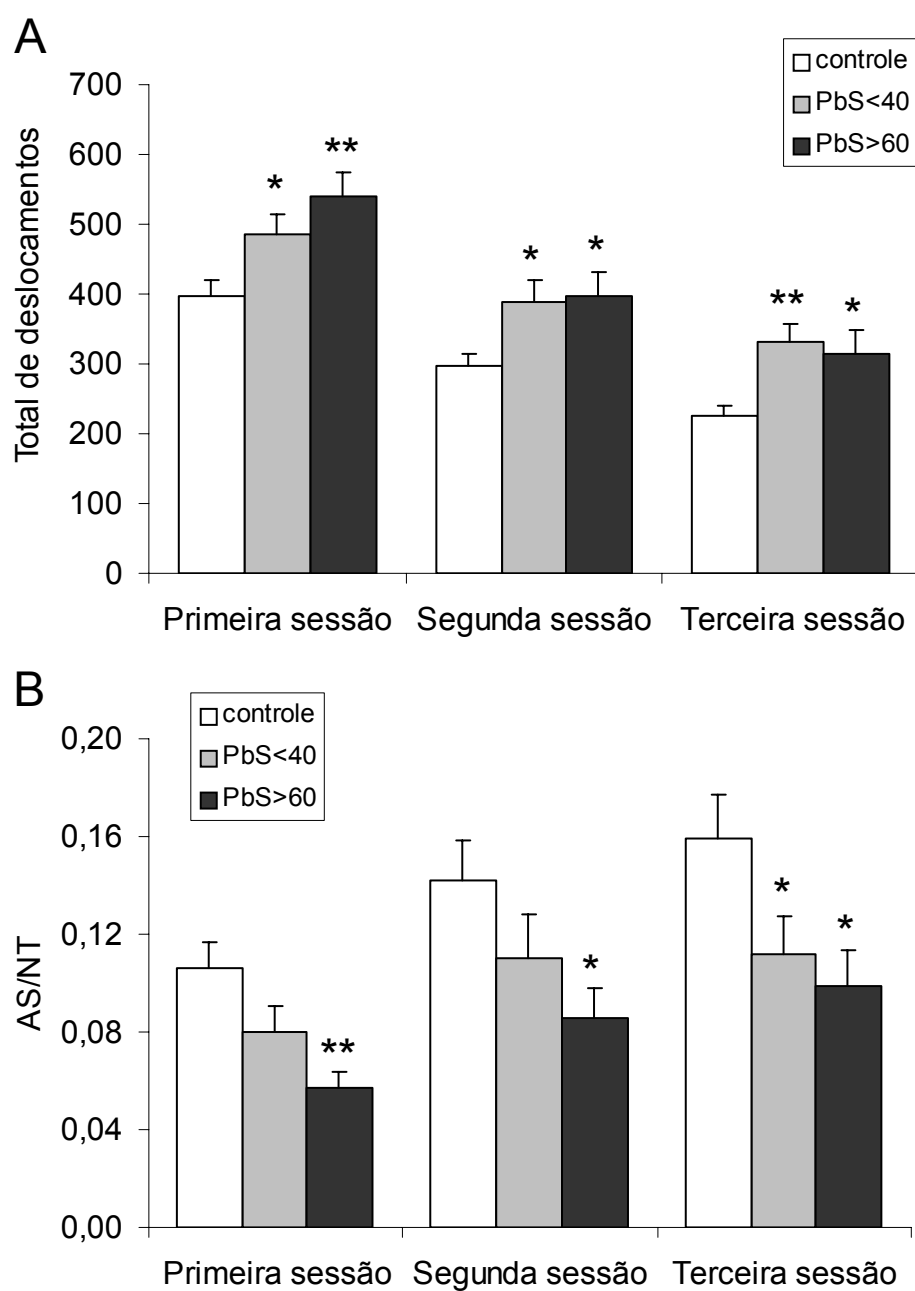 A
controle
PbS<40
PbS>60
Total de deslocamentos
700
600
500
400
300
200
100
0
*
**
*
*
**
*
Primeira sessão
Segunda sessão
Terceira sessão
B
controle
PbS<40
PbS>60
AS/NT
0,20
0,16
0,12
0,08
0,04
0,00
**
*
*
*
Primeira sessão
Segunda sessão
Terceira sessão